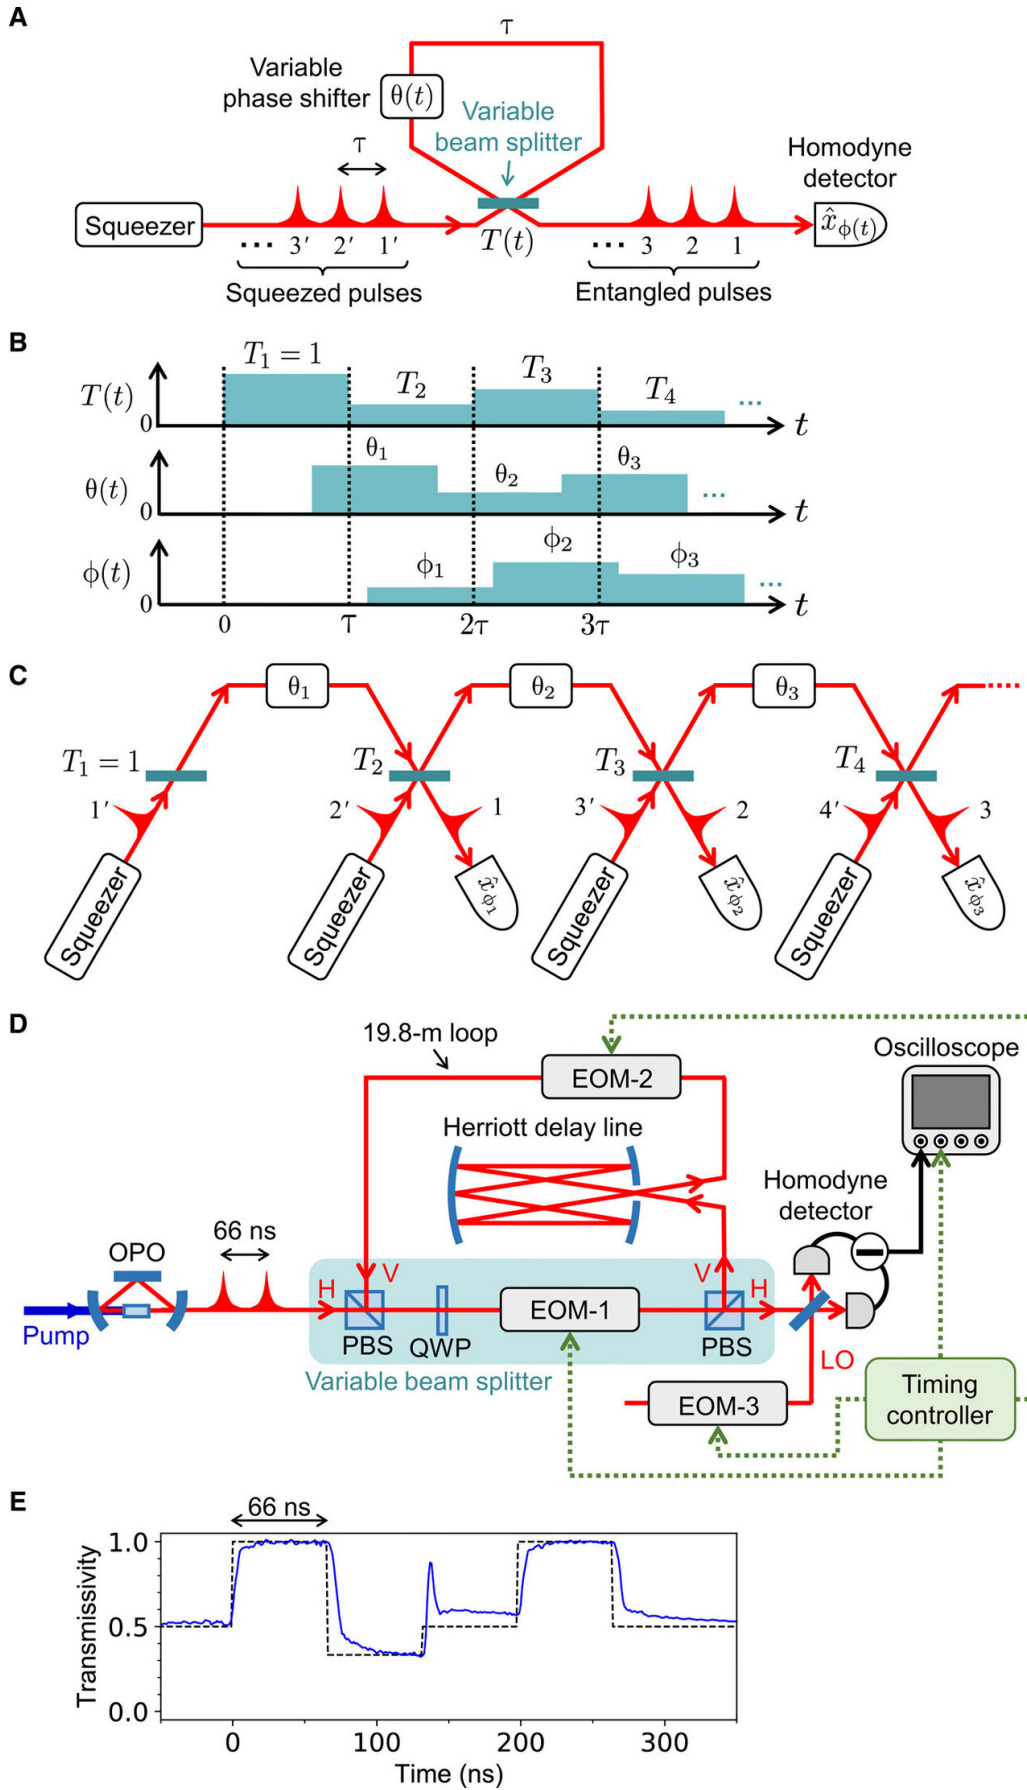 A
τ
Variable
phase shifter
θ(t)
Variable
beam splitter
τ
Homodyne
detector
Squeezer
x̂ϕ(t)
... 3′ 2′ 1′
T(t)
... 3 2 1
Squeezed pulses
Entangled pulses
B
T₁ = 1
T₂
T₃
T₄
T(t)
...
0
t
θ₁
θ₂
θ₃
θ(t)
...
0
t
ϕ₁
ϕ₂
ϕ₃
ϕ(t)
...
0
t
0 τ 2τ 3τ
C
θ₁ θ₂ θ₃
T₁ = 1 T₂ T₃ T₄
1′ 2′ 1 3′ 2 4′ 3
Squeezer Squeezer x̂ϕ₁ Squeezer x̂ϕ₂ Squeezer x̂ϕ₃
D
19.8-m loop
EOM-2
Oscilloscope
Herriott delay line
Homodyne
detector
66 ns
OPO
V
V
H
H
EOM-1
Pump
PBS
QWP
PBS
LO
Variable beam splitter
EOM-3
Timing
controller
E
66 ns
1.0
0.5
0.0
Transmissivity
0 100 200 300
Time (ns)